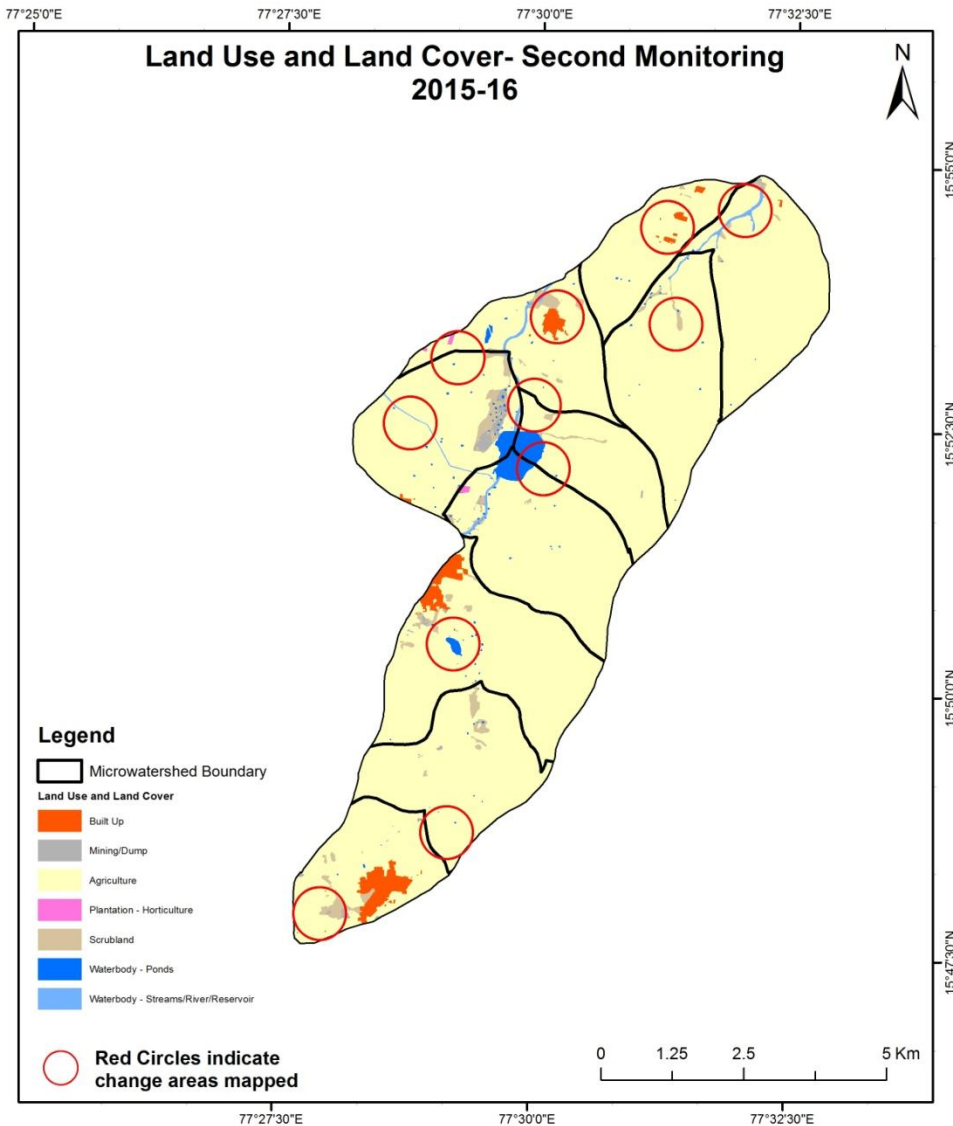 77°25'0"E
77°27'30"E
77°30'0"E
77°32'30"E
Land Use and Land Cover- Second Monitoring
2015-16
N
15°55'0"N
15°52'30"N
15°50'0"N
15°47'30"N
Legend
Microwatershed Boundary
Land Use and Land Cover
Built Up
Mining/Dump
Agriculture
Plantation - Horticulture
Scrubland
Waterbody - Ponds
Waterbody - Streams/River/Reservoir
Red Circles indicate
change areas mapped
0 1.25 2.5 5 Km
77°27'30"E
77°30'0"E
77°32'30"E